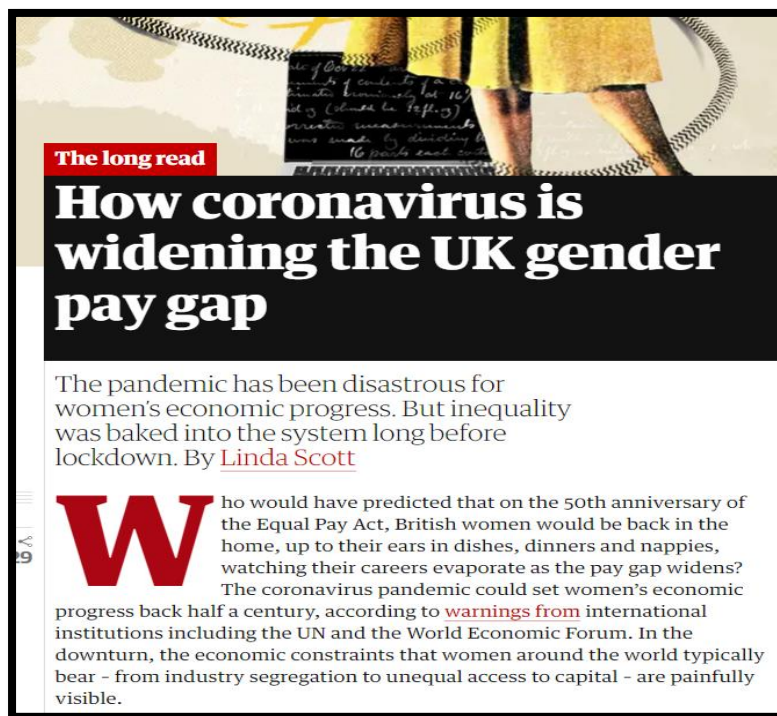 The long read
How coronavirus is
widening the UK gender
pay gap
The pandemic has been disastrous for
women's economic progress. But inequality
was baked into the system long before
lockdown. By Linda Scott
Who would have predicted that on the 50th anniversary of
the Equal Pay Act, British women would be back in the
home, up to their ears in dishes, dinners and nappies,
watching their careers evaporate as the pay gap widens?
The coronavirus pandemic could set women's economic
progress back half a century, according to warnings from international
institutions including the UN and the World Economic Forum. In the
downturn, the economic constraints that women around the world typically
bear - from industry segregation to unequal access to capital - are painfully
visible.